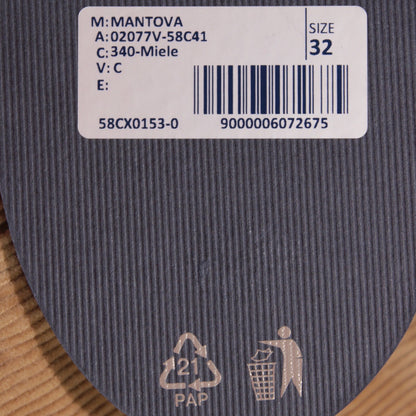 M: MANTOVA
A: 02077V-58C41
C: 340-Miele
V: C
E:
SIZE
32
58CX0153-0
9000006072675
21
PAP